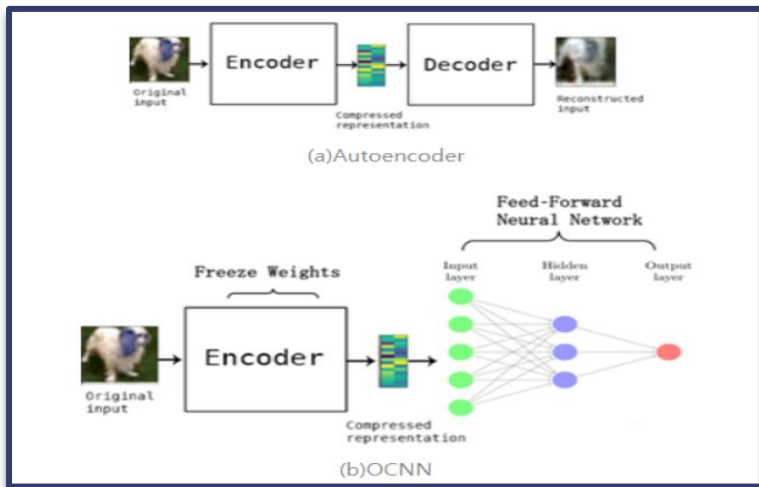 Encoder
Decoder
Original
input
Compressed
representation
Reconstructed
input
(a)Autoencoder
Feed-Forward
Neural Network
Freeze Weights
Input
layer
Hidden
layer
Output
layer
Encoder
Original
input
Compressed
representation
(b)OCNN